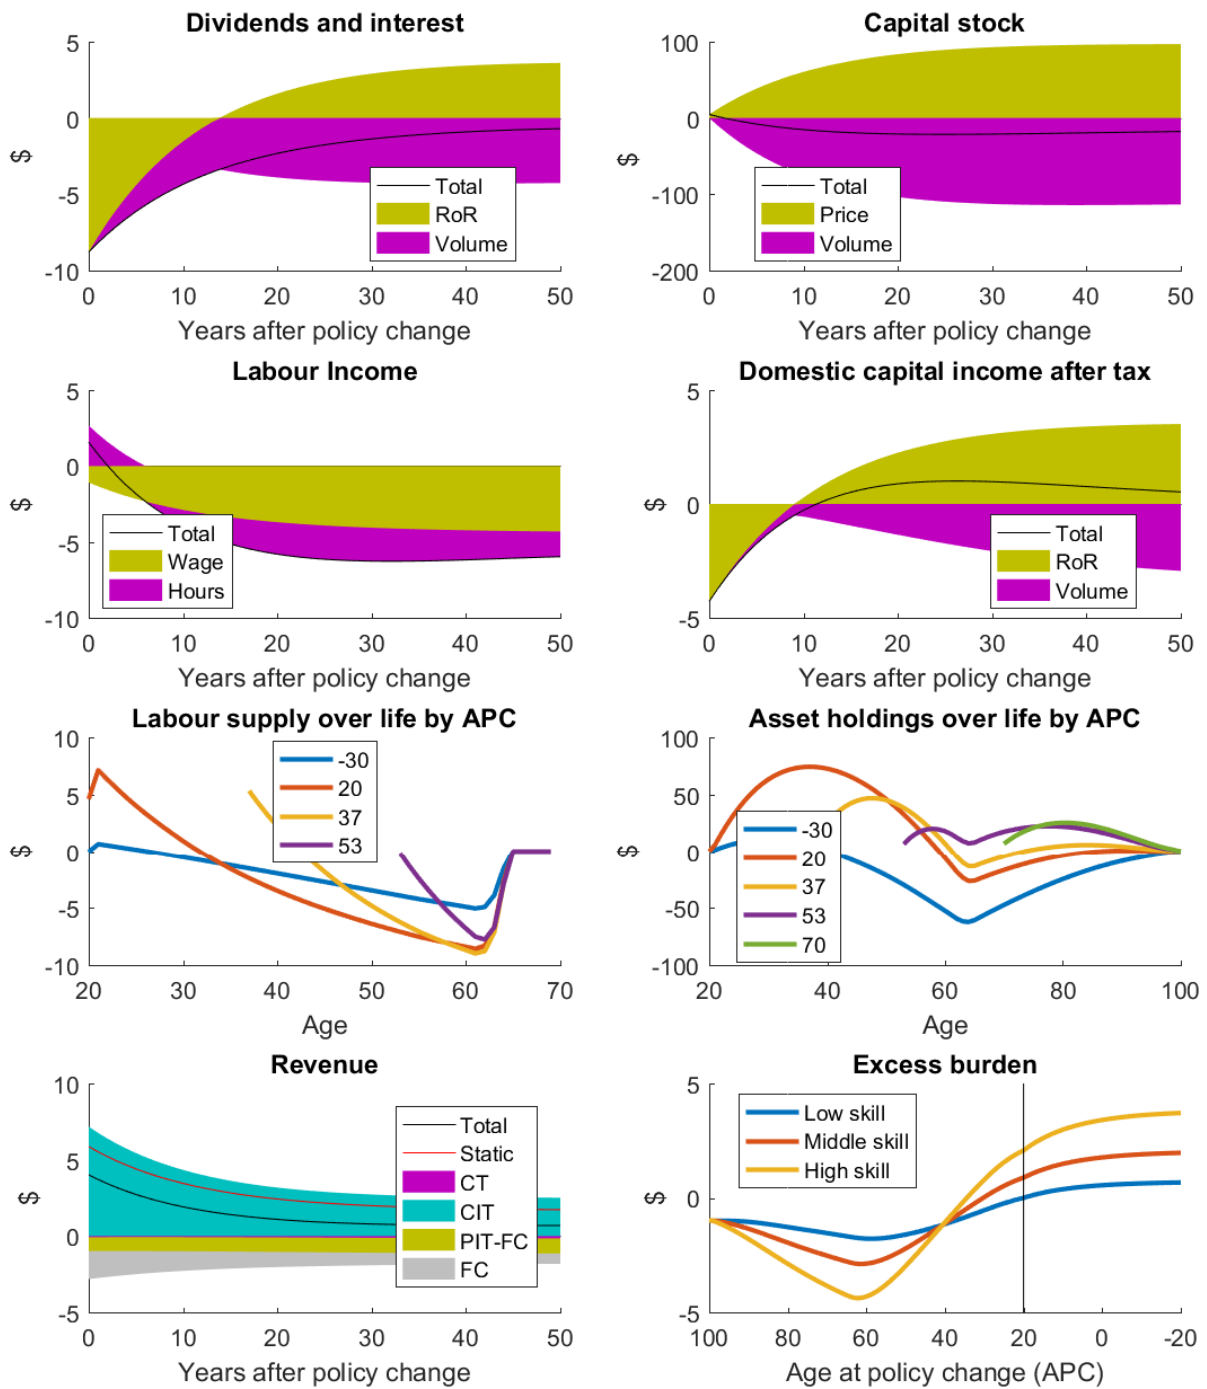 Dividends and interest
5
0
-5
-10
$
Total
RoR
Volume
0 10 20 30 40 50
Years after policy change
Capital stock
100
0
-100
-200
$
Total
Price
Volume
0 10 20 30 40 50
Years after policy change
Labour Income
5
0
-5
-10
$
Total
Wage
Hours
0 10 20 30 40 50
Years after policy change
Domestic capital income after tax
5
0
-5
$
Total
RoR
Volume
0 10 20 30 40 50
Years after policy change
Labour supply over life by APC
10
5
0
-5
-10
$
-30
20
37
53
20 30 40 50 60 70
Age
Asset holdings over life by APC
100
50
0
-50
-100
$
-30
20
37
53
70
20 40 60 80 100
Age
Revenue
10
5
0
-5
$
Total
Static
CT
CIT
PIT-FC
FC
0 10 20 30 40 50
Years after policy change
Excess burden
5
0
-5
$
Low skill
Middle skill
High skill
100 80 60 40 20 0 -20
Age at policy change (APC)